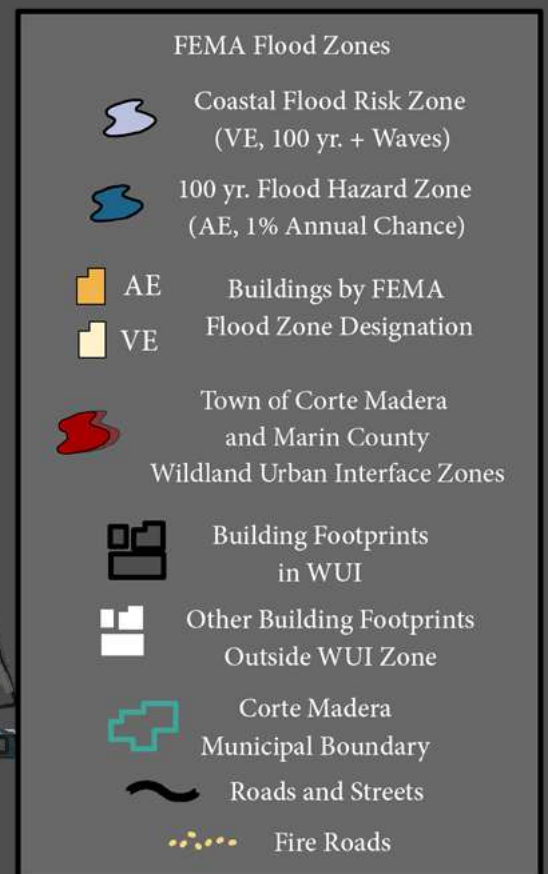 FEMA Flood Zones
Coastal Flood Risk Zone
(VE, 100 yr. + Waves)
100 yr. Flood Hazard Zone
(AE, 1% Annual Chance)
AE
Buildings by FEMA
Flood Zone Designation
VE
Town of Corte Madera
and Marin County
Wildland Urban Interface Zones
Building Footprints
in WUI
Other Building Footprints
Outside WUI Zone
Corte Madera
Municipal Boundary
Roads and Streets
Fire Roads